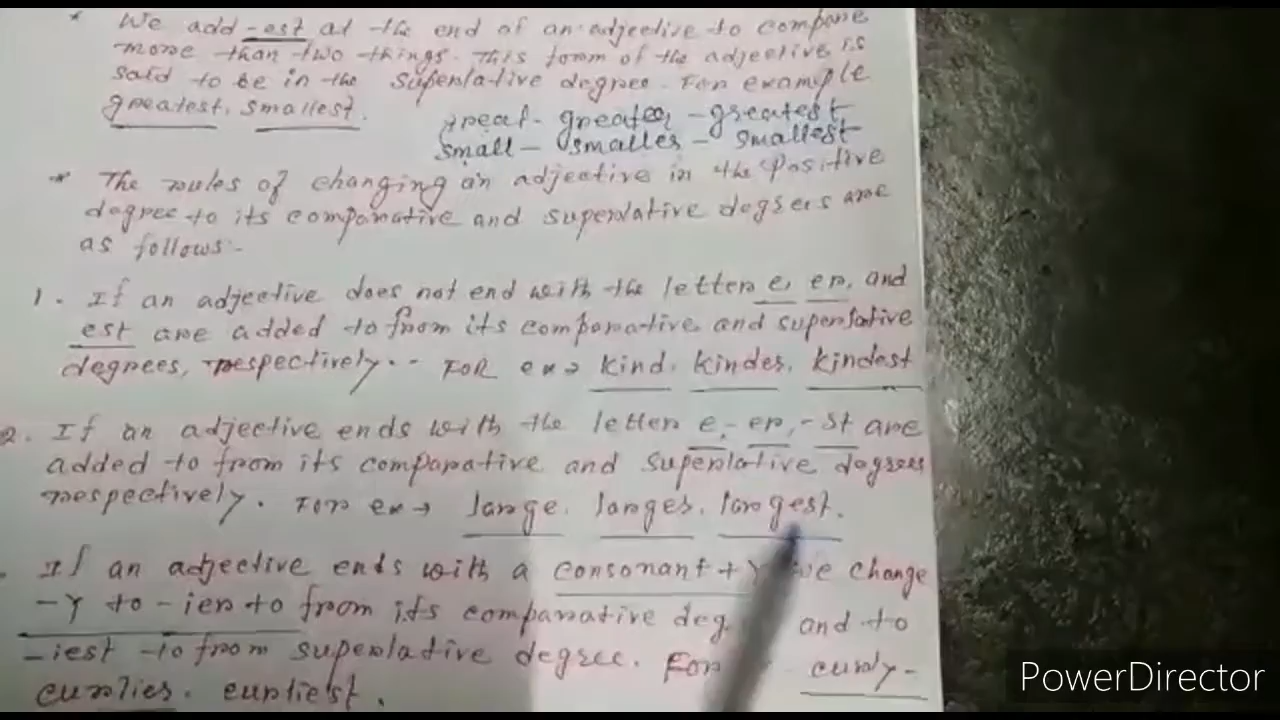 * We add -est at the end of an adjective to compare
more than two things. This form of the adjective is
said to be in the superlative degree. For example
greatest, smallest.
great - greater - greatest
small - smaller - smallest
* The rules of changing an adjective in the positive
degree to its comparative and superlative degrees are
as follows:-
1. If an adjective does not end with the letter e, er, and
est are added to from its comparative and superlative
degrees, respectively. - FOR ex → kind, kinder, kindest
2. If an adjective ends with the letter e, -er, -st are
added to from its comparative and superlative degrees
respectively. For ex → large, larger, largest.
If an adjective ends with a consonant + Y we change
-Y to -ier to from its comparative deg and to
-iest to from superlative degree. For curly -
curlier. curliest.
PowerDirector